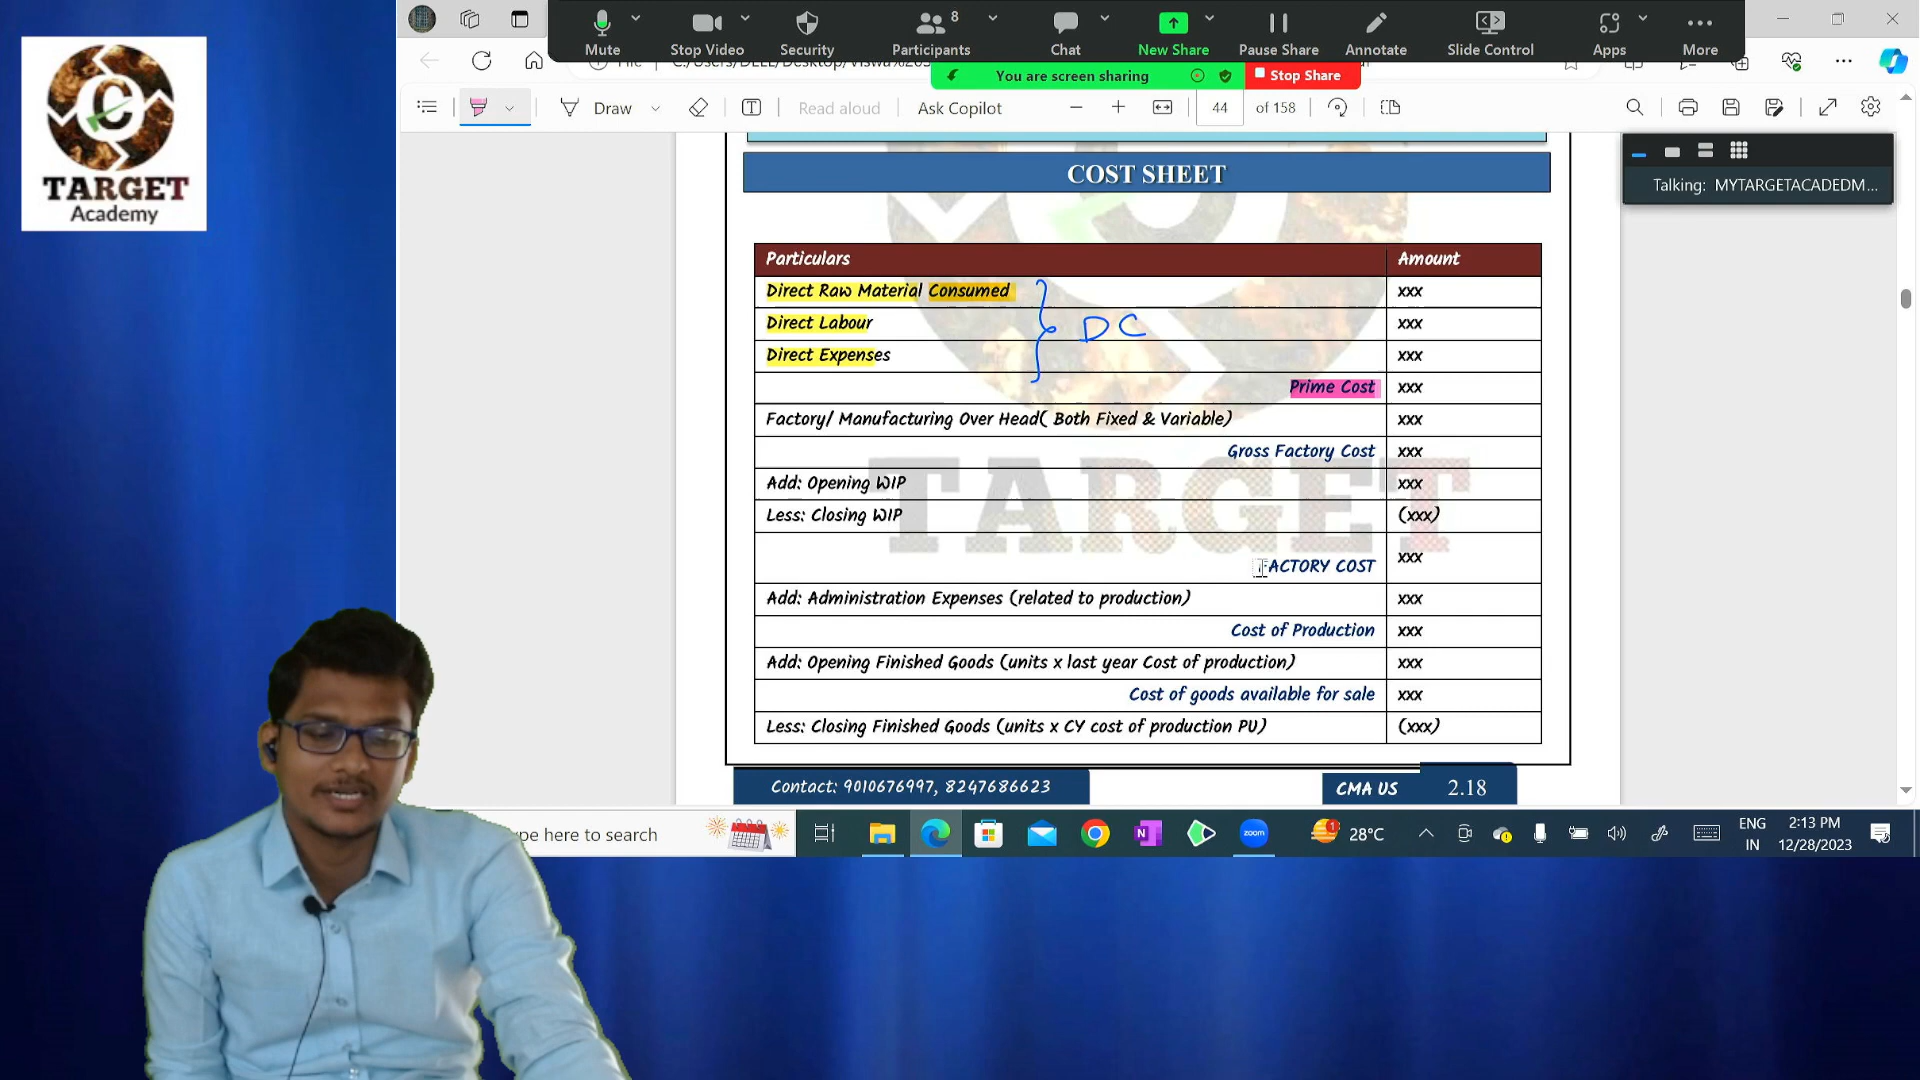 8
Mute
Stop Video
Security
Participants
Chat
New Share
Pause Share
Annotate
Slide Control
Apps
More
You are screen sharing
Stop Share
Draw
Read aloud
Ask Copilot
44
of 158
C
TARGET
Academy
COST SHEET
Talking: MYTARGETACADEDM...
Particulars Amount
Direct Raw Material Consumed xxx
Direct Labour xxx
DC
Direct Expenses xxx
Prime Cost xxx
Factory/ Manufacturing Over Head( Both Fixed & Variable) xxx
Gross Factory Cost xxx
Add: Opening WIP xxx
Less: Closing WIP (xxx)
TARGET
FACTORY COST xxx
Add: Administration Expenses (related to production) xxx
Cost of Production xxx
Add: Opening Finished Goods (units x last year Cost of production) xxx
Cost of goods available for sale xxx
Less: Closing Finished Goods (units x CY cost of production PU) (xxx)
Contact: 9010676997, 8247686623
CMA US 2.18
pe here to search
zoom
1
28°C
ENG
IN
2:13 PM
12/28/2023